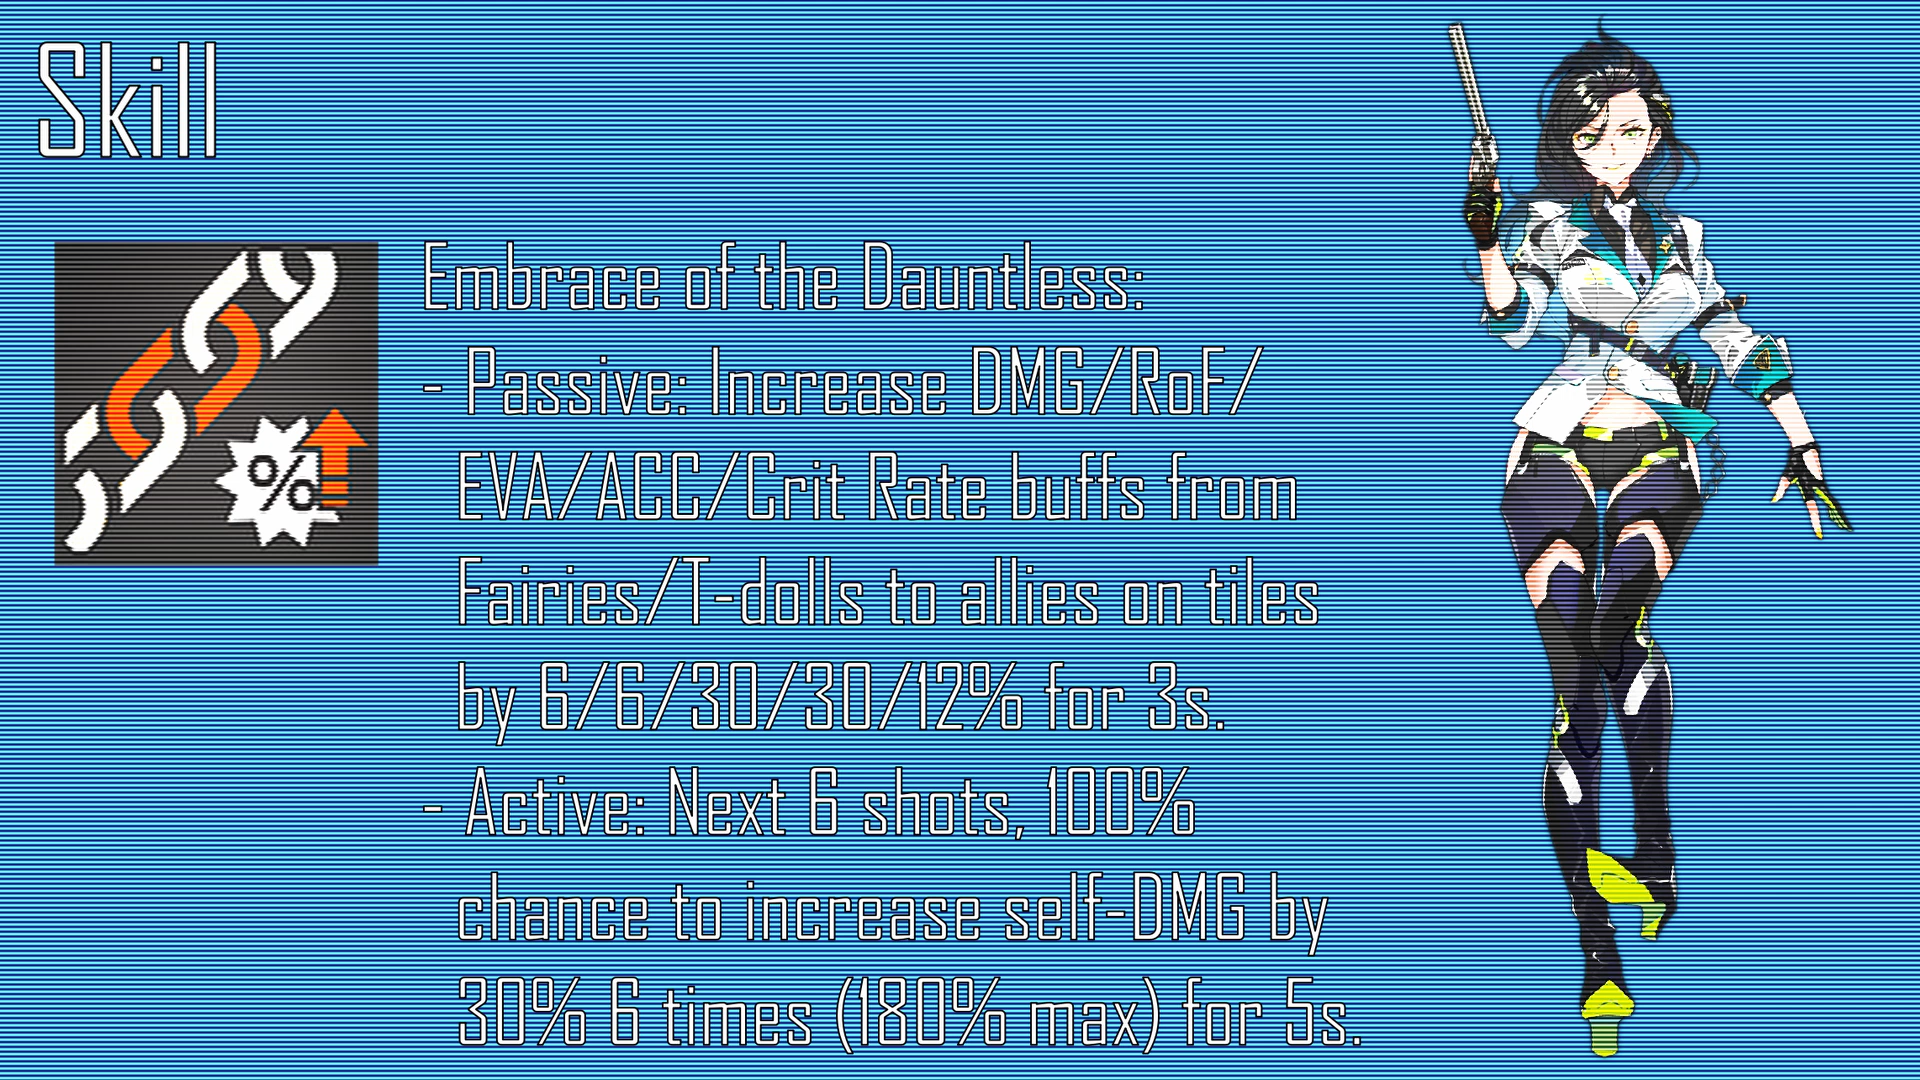 Skill
Embrace of the Dauntless:
- Passive: Increase DMG/RoF/
EVA/ACC/Crit Rate buffs from
Fairies/T-dolls to allies on tiles
by 6/6/30/30/12% for 3s.
- Active: Next 6 shots, 100%
chance to increase self-DMG by
30% 6 times (180% max) for 5s.
%